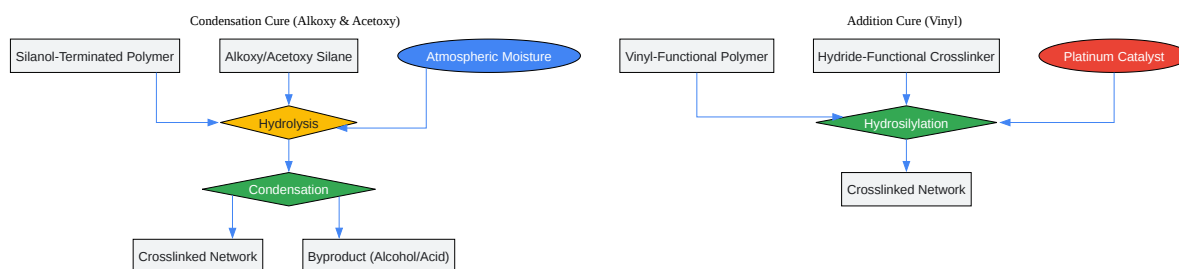 Condensation Cure (Alkoxy & Acetoxy)
Silanol-Terminated Polymer
Alkoxy/Acetoxy Silane
Atmospheric Moisture
Hydrolysis
Condensation
Crosslinked Network
Byproduct (Alcohol/Acid)
Addition Cure (Vinyl)
Vinyl-Functional Polymer
Hydride-Functional Crosslinker
Platinum Catalyst
Hydrosilylation
Crosslinked Network